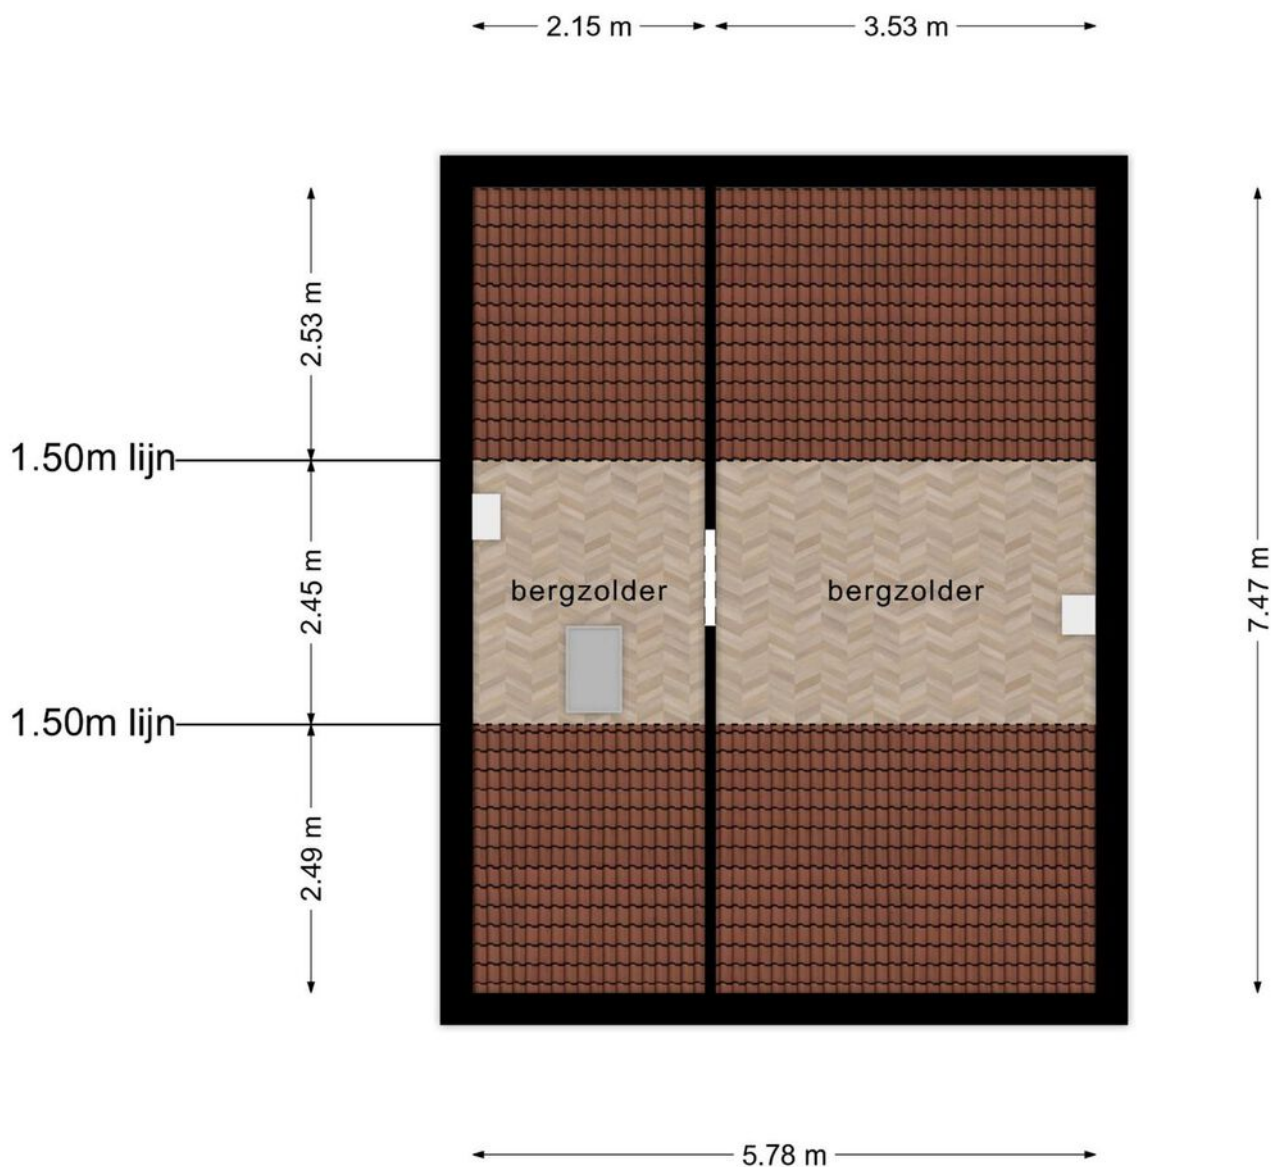 2.15 m
3.53 m
2.53 m
1.50m lijn
2.45 m
bergzolder
bergzolder
7.47 m
1.50m lijn
2.49 m
5.78 m